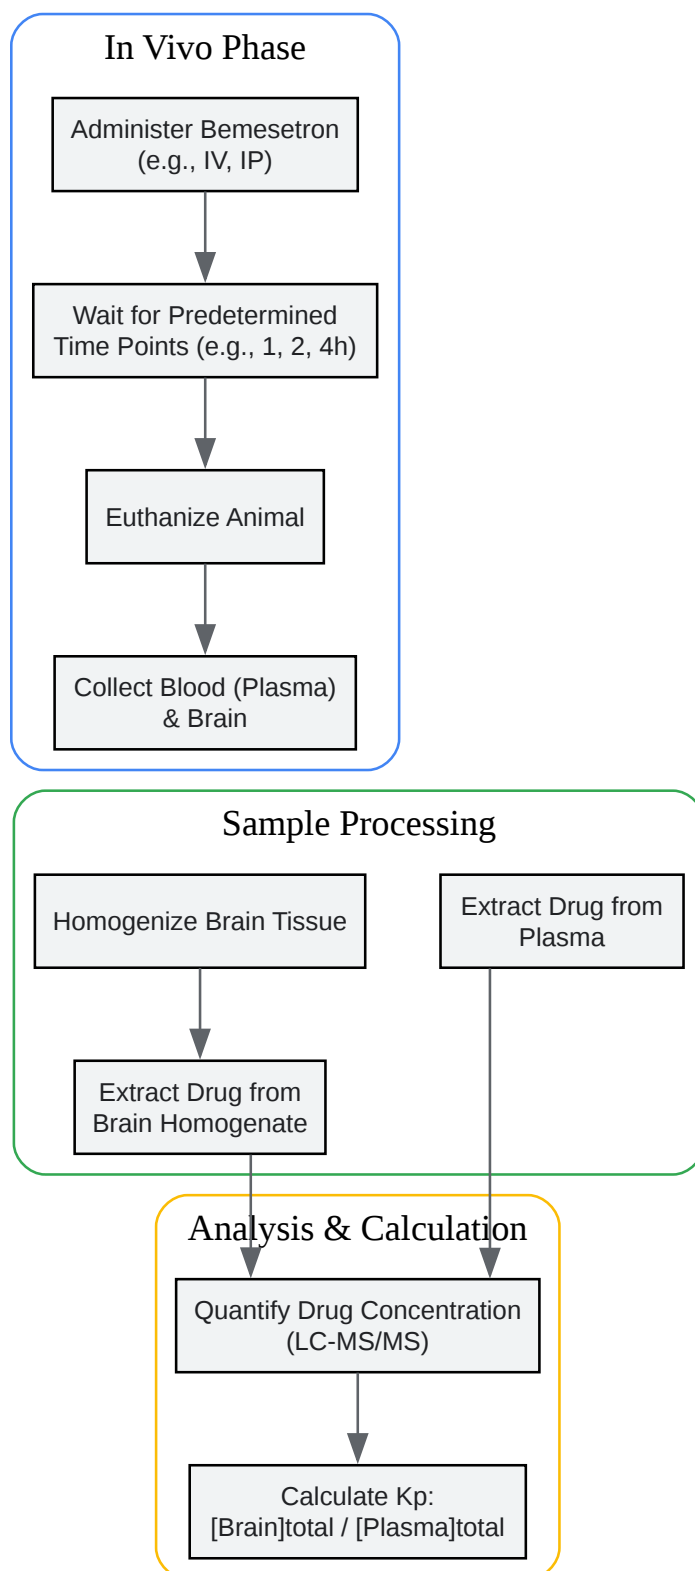 In Vivo Phase
Administer Bemesetron
(e.g., IV, IP)
Wait for Predetermined
Time Points (e.g., 1, 2, 4h)
Euthanize Animal
Collect Blood (Plasma)
& Brain
Sample Processing
Homogenize Brain Tissue
Extract Drug from
Plasma
Extract Drug from
Brain Homogenate
Analysis & Calculation
Quantify Drug Concentration
(LC-MS/MS)
Calculate Kp:
[Brain]total / [Plasma]total